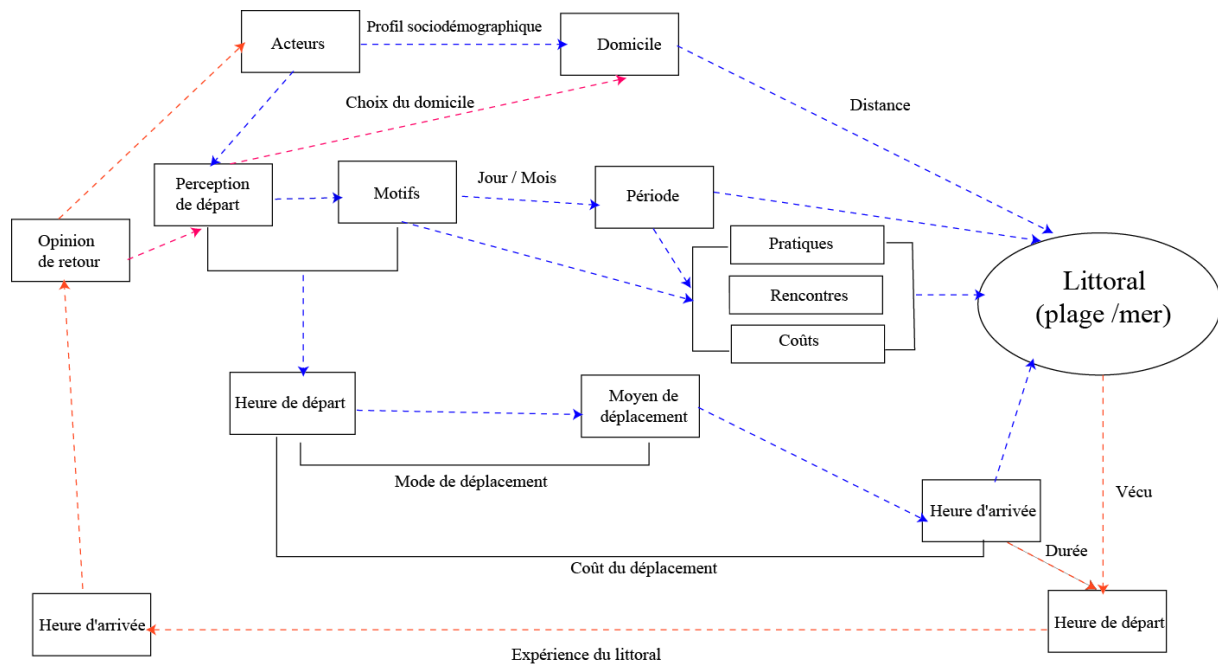 Profil sociodémographique
Acteurs
Domicile
Choix du domicile
Distance
Perception
de départ
Motifs
Jour / Mois
Période
Opinion
de retour
Pratiques
Rencontres
Coûts
Littoral
(plage /mer)
Heure de départ
Moyen de
déplacement
Mode de déplacement
Heure d'arrivée
Vécu
Durée
Coût du déplacement
Heure d'arrivée
Heure de départ
Expérience du littoral